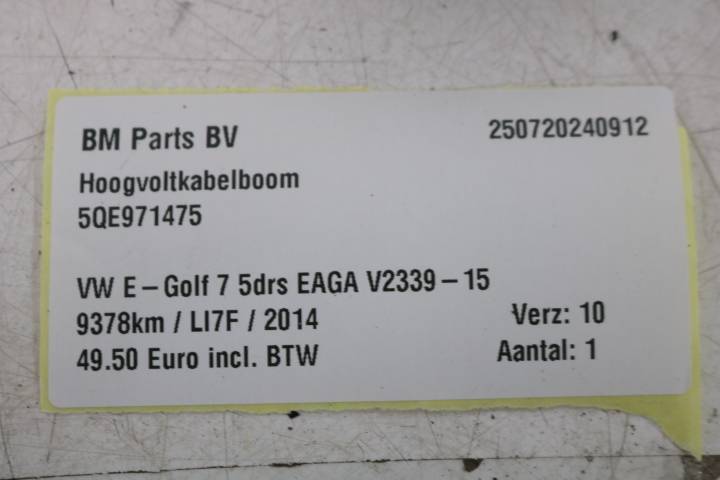 BM Parts BV 250720240912
Hoogvoltkabelboom
5QE971475
VW E-Golf 7 5drs EAGA V2339-15
9378km / LI7F / 2014 Verz: 10
49.50 Euro incl. BTW Aantal: 1